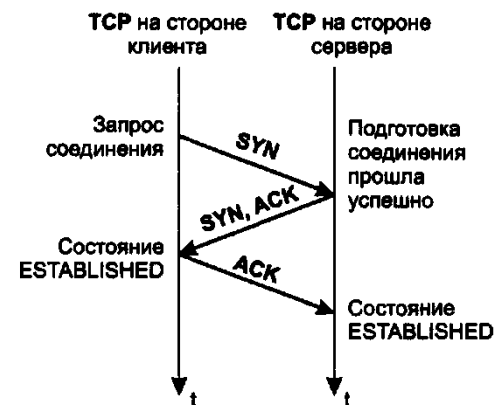 TCP на стороне
клиента
TCP на стороне
сервера
Запрос
соединения
SYN
Подготовка
соединения
прошла
успешно
SYN, ACK
Состояние
ESTABLISHED
ACK
Состояние
ESTABLISHED
t
t